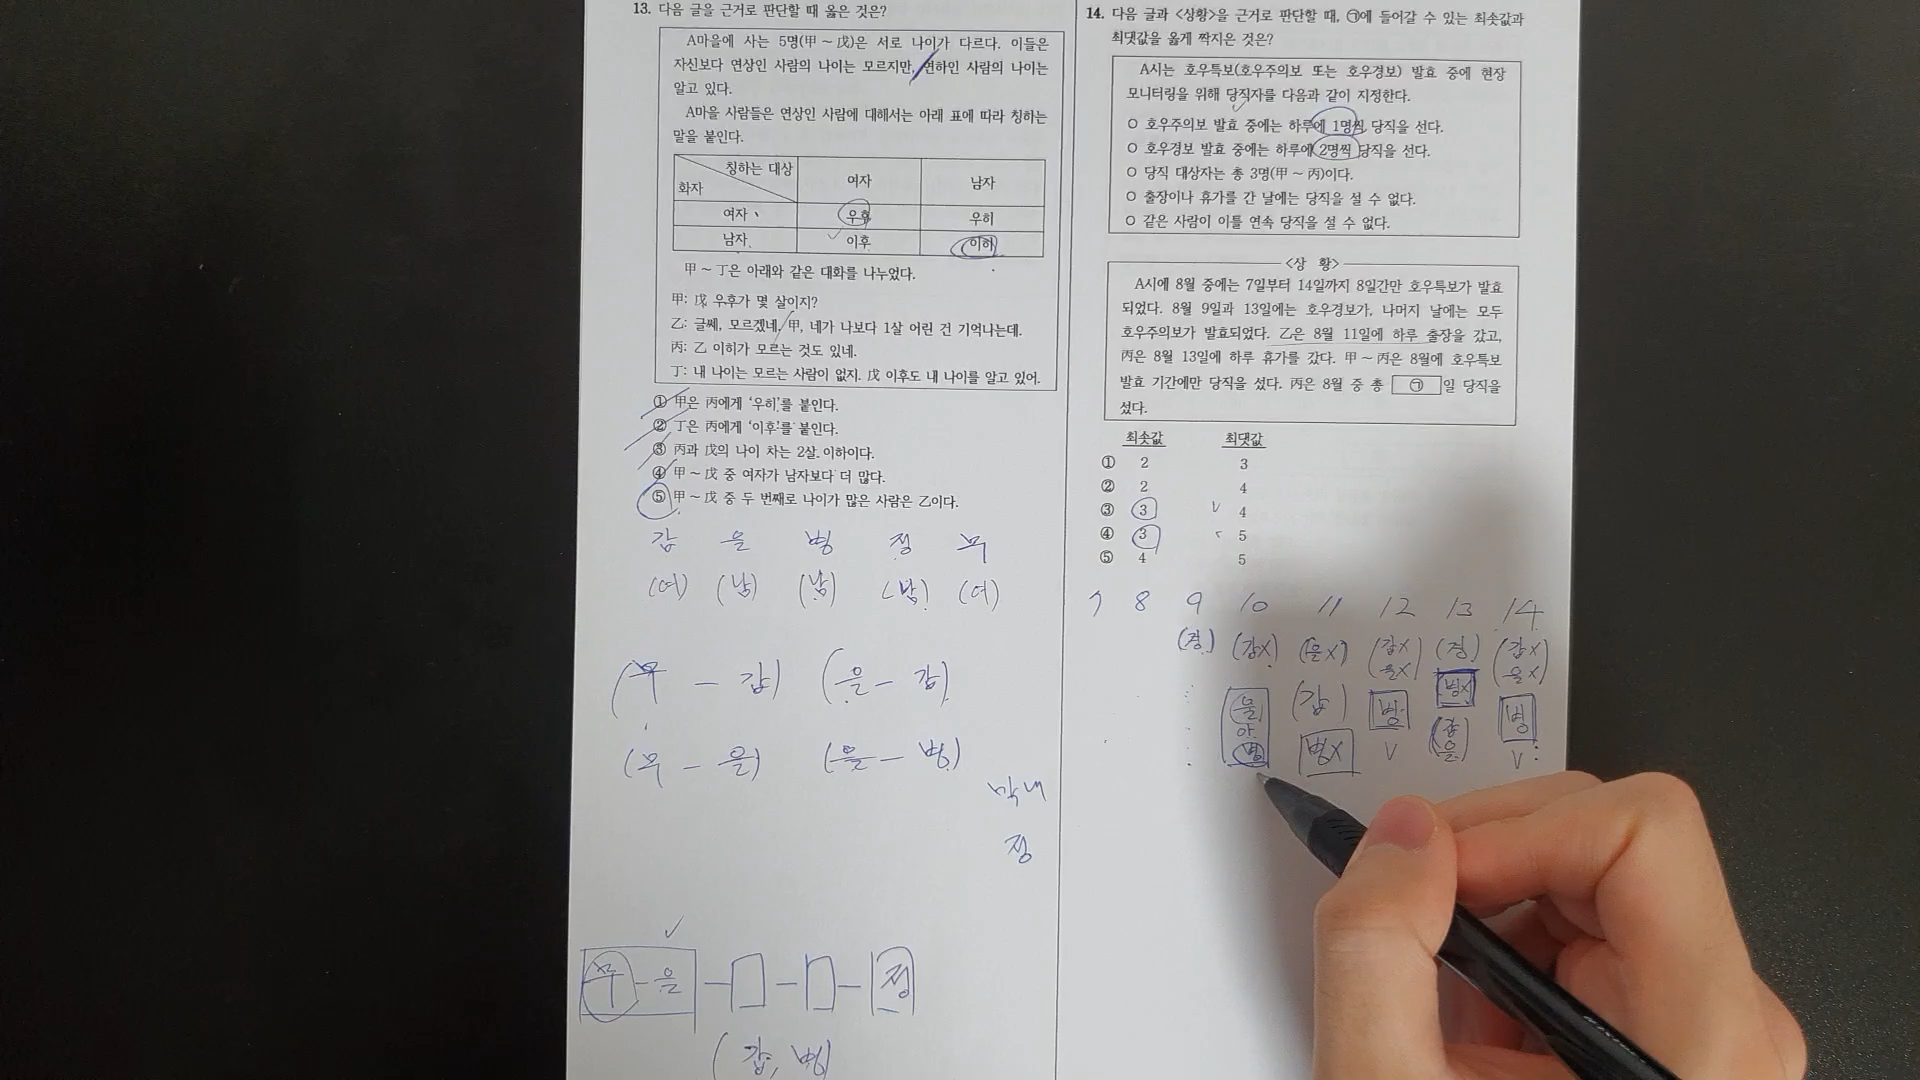 13. 다음 글을 근거로 판단할 때 옳은 것은?
A마을에 사는 5명(甲～戊)은 서로 나이가 다르다. 이들은
자신보다 연상인 사람의 나이는 모르지만, 연하인 사람의 나이는
알고 있다.
A마을 사람들은 연상인 사람에 대해서는 아래 표에 따라 칭하는
말을 붙인다.
칭하는 대상
화자
여자 남자
여자 우후 우히
남자 이후 이히
甲～丁은 아래와 같은 대화를 나누었다.
甲: 戊 우후가 몇 살이지?
乙: 글쎄, 모르겠네. 甲, 네가 나보다 1살 어린 건 기억나는데.
丙: 乙 이히가 모르는 것도 있네.
丁: 내 나이는 모르는 사람이 없지. 戊 이후도 내 나이를 알고 있어.
① 甲은 丙에게 '우히'를 붙인다.
② 丁은 丙에게 '이후'를 붙인다.
③ 丙과 戊의 나이 차는 2살 이하이다.
④ 甲～戊 중 여자가 남자보다 더 많다.
⑤ 甲～戊 중 두 번째로 나이가 많은 사람은 乙이다.
갑 을 병 정 무
(여) (남) (남) (남) (여)
(무 - 갑) (을 - 갑)
(무 - 을) (을 - 병)
막내
정
무 - 을 - □ - □ - 정
(갑, 병)
14. 다음 글과 <상황>을 근거로 판단할 때, ㉠에 들어갈 수 있는 최솟값과
최댓값을 옳게 짝지은 것은?
A시는 호우특보(호우주의보 또는 호우경보) 발효 중에 현장
모니터링을 위해 당직자를 다음과 같이 지정한다.
○ 호우주의보 발효 중에는 하루에 1명씩 당직을 선다.
○ 호우경보 발효 중에는 하루에 2명씩 당직을 선다.
○ 당직 대상자는 총 3명(甲～丙)이다.
○ 출장이나 휴가를 간 날에는 당직을 설 수 없다.
○ 같은 사람이 이틀 연속 당직을 설 수 없다.
<상 황>
A시에 8월 중에는 7일부터 14일까지 8일간만 호우특보가 발효
되었다. 8월 9일과 13일에는 호우경보가, 나머지 날에는 모두
호우주의보가 발효되었다. 乙은 8월 11일에 하루 출장을 갔고,
丙은 8월 13일에 하루 휴가를 갔다. 甲～丙은 8월에 호우특보
발효 기간에만 당직을 섰다. 丙은 8월 중 총 ㉠ 일 당직을
섰다.
최솟값 최댓값
① 2 3
② 2 4
③ 3 4
④ 3 5
⑤ 4 5
7 8 9 10 11 12 13 14
(경) (갑X) (을X) (갑X 을X) (경) (갑X 을X)
을 (갑) 병 병X 병
병 병X (갑 을)